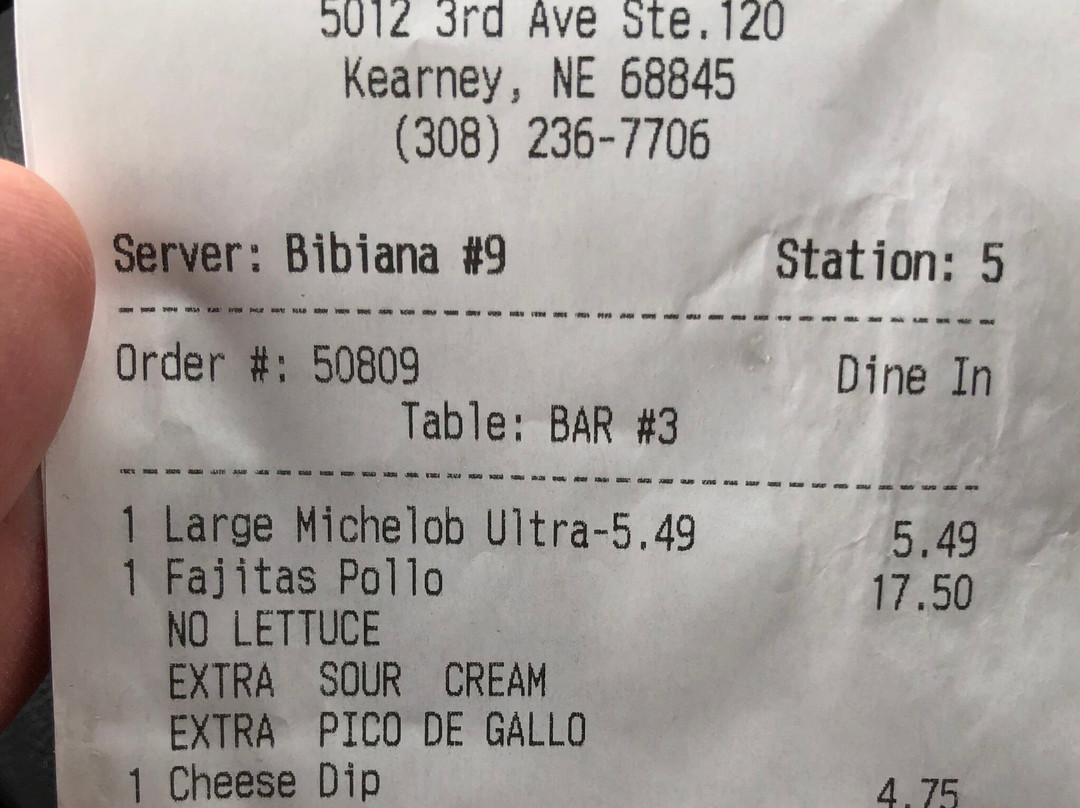 5012 3rd Ave Ste.120
Kearney, NE 68845
(308) 236-7706
Server: Bibiana #9 Station: 5
Order #: 50809 Dine In
Table: BAR #3
1 Large Michelob Ultra-5.49 5.49
1 Fajitas Pollo 17.50
NO LETTUCE
EXTRA SOUR CREAM
EXTRA PICO DE GALLO
1 Cheese Dip 4.75